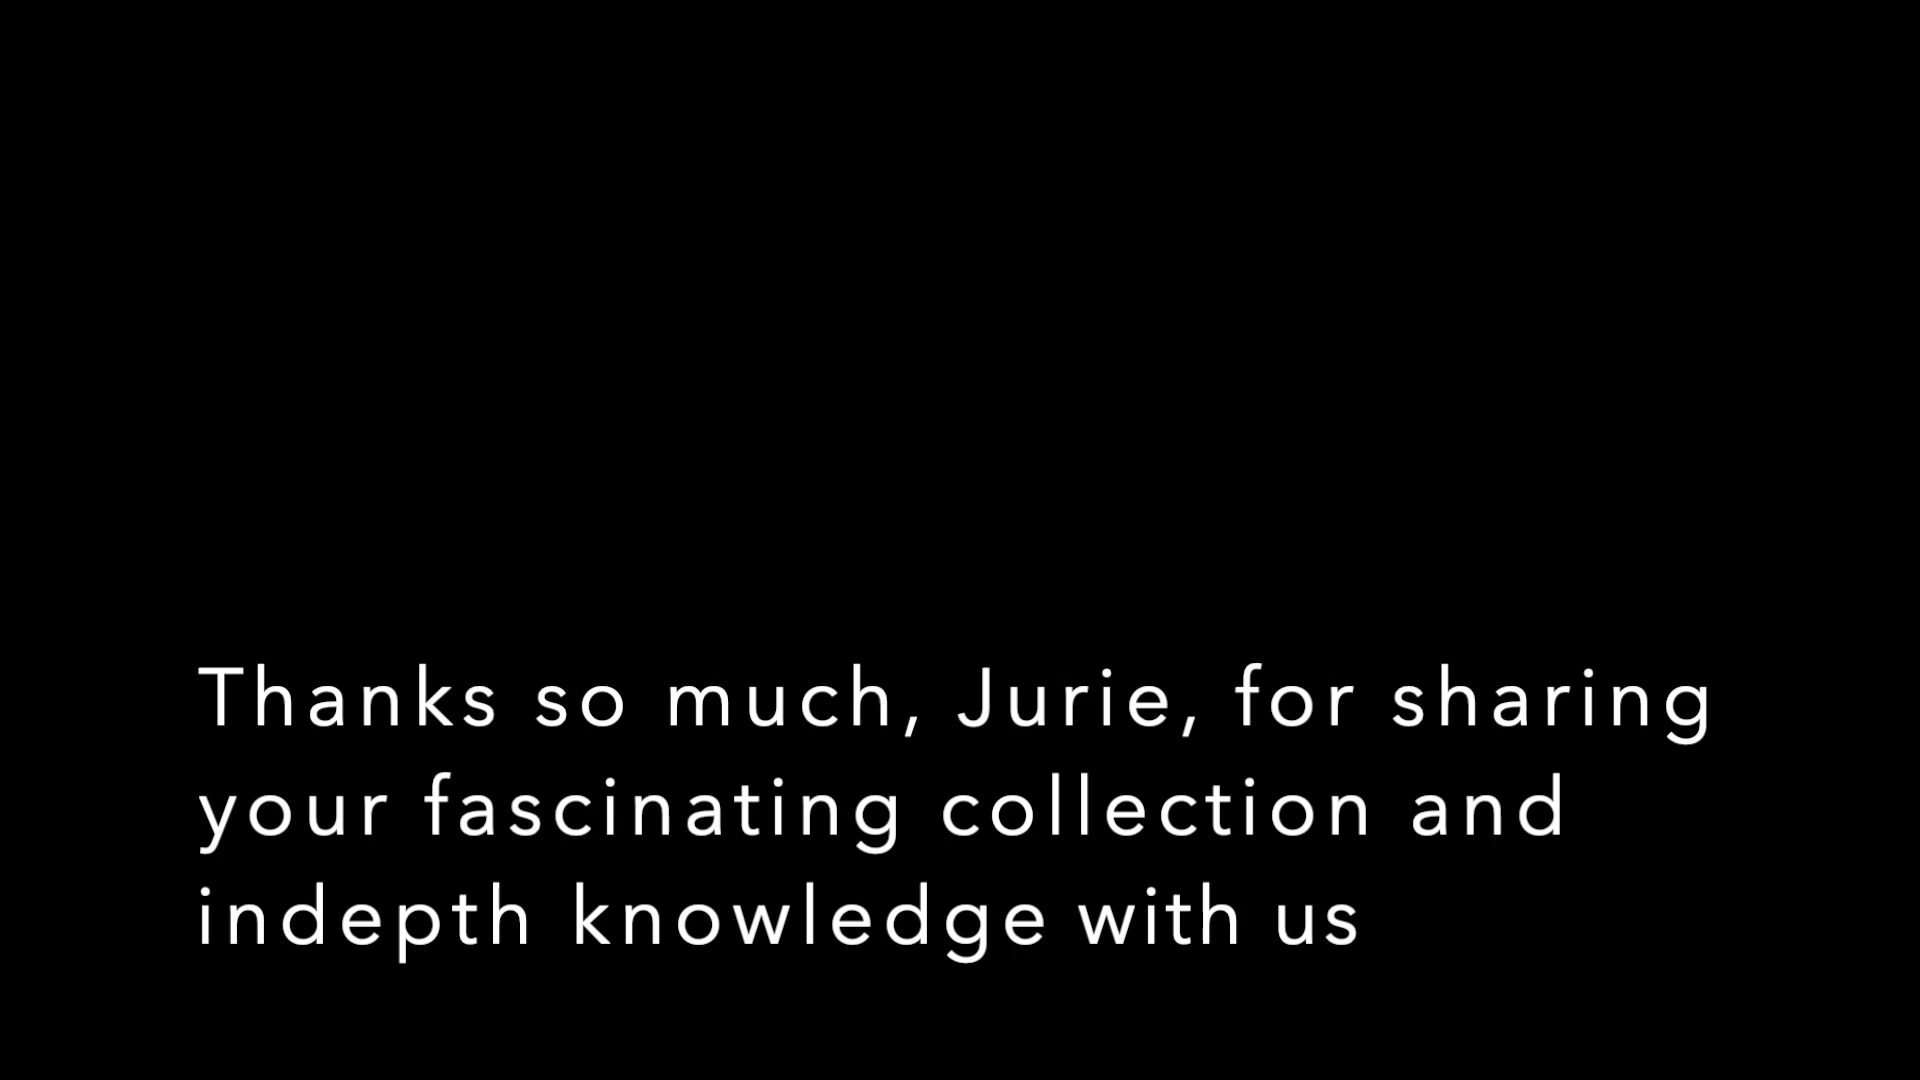 Thanks so much, Jurie, for sharing
your fascinating collection and
indepth knowledge with us